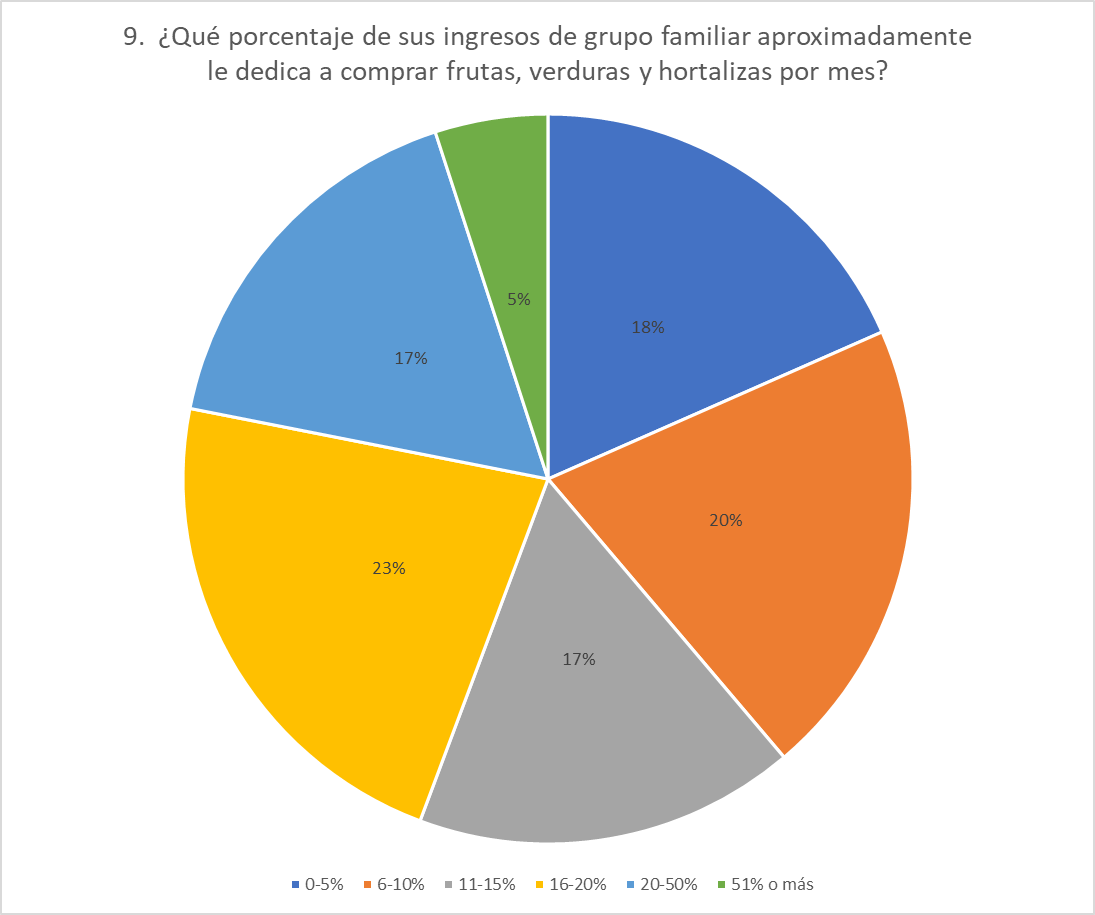 9. ¿Qué porcentaje de sus ingresos de grupo familiar aproximadamente
le dedica a comprar frutas, verduras y hortalizas por mes?
5%
18%
17%
20%
23%
17%
0-5% 6-10% 11-15% 16-20% 20-50% 51% o más